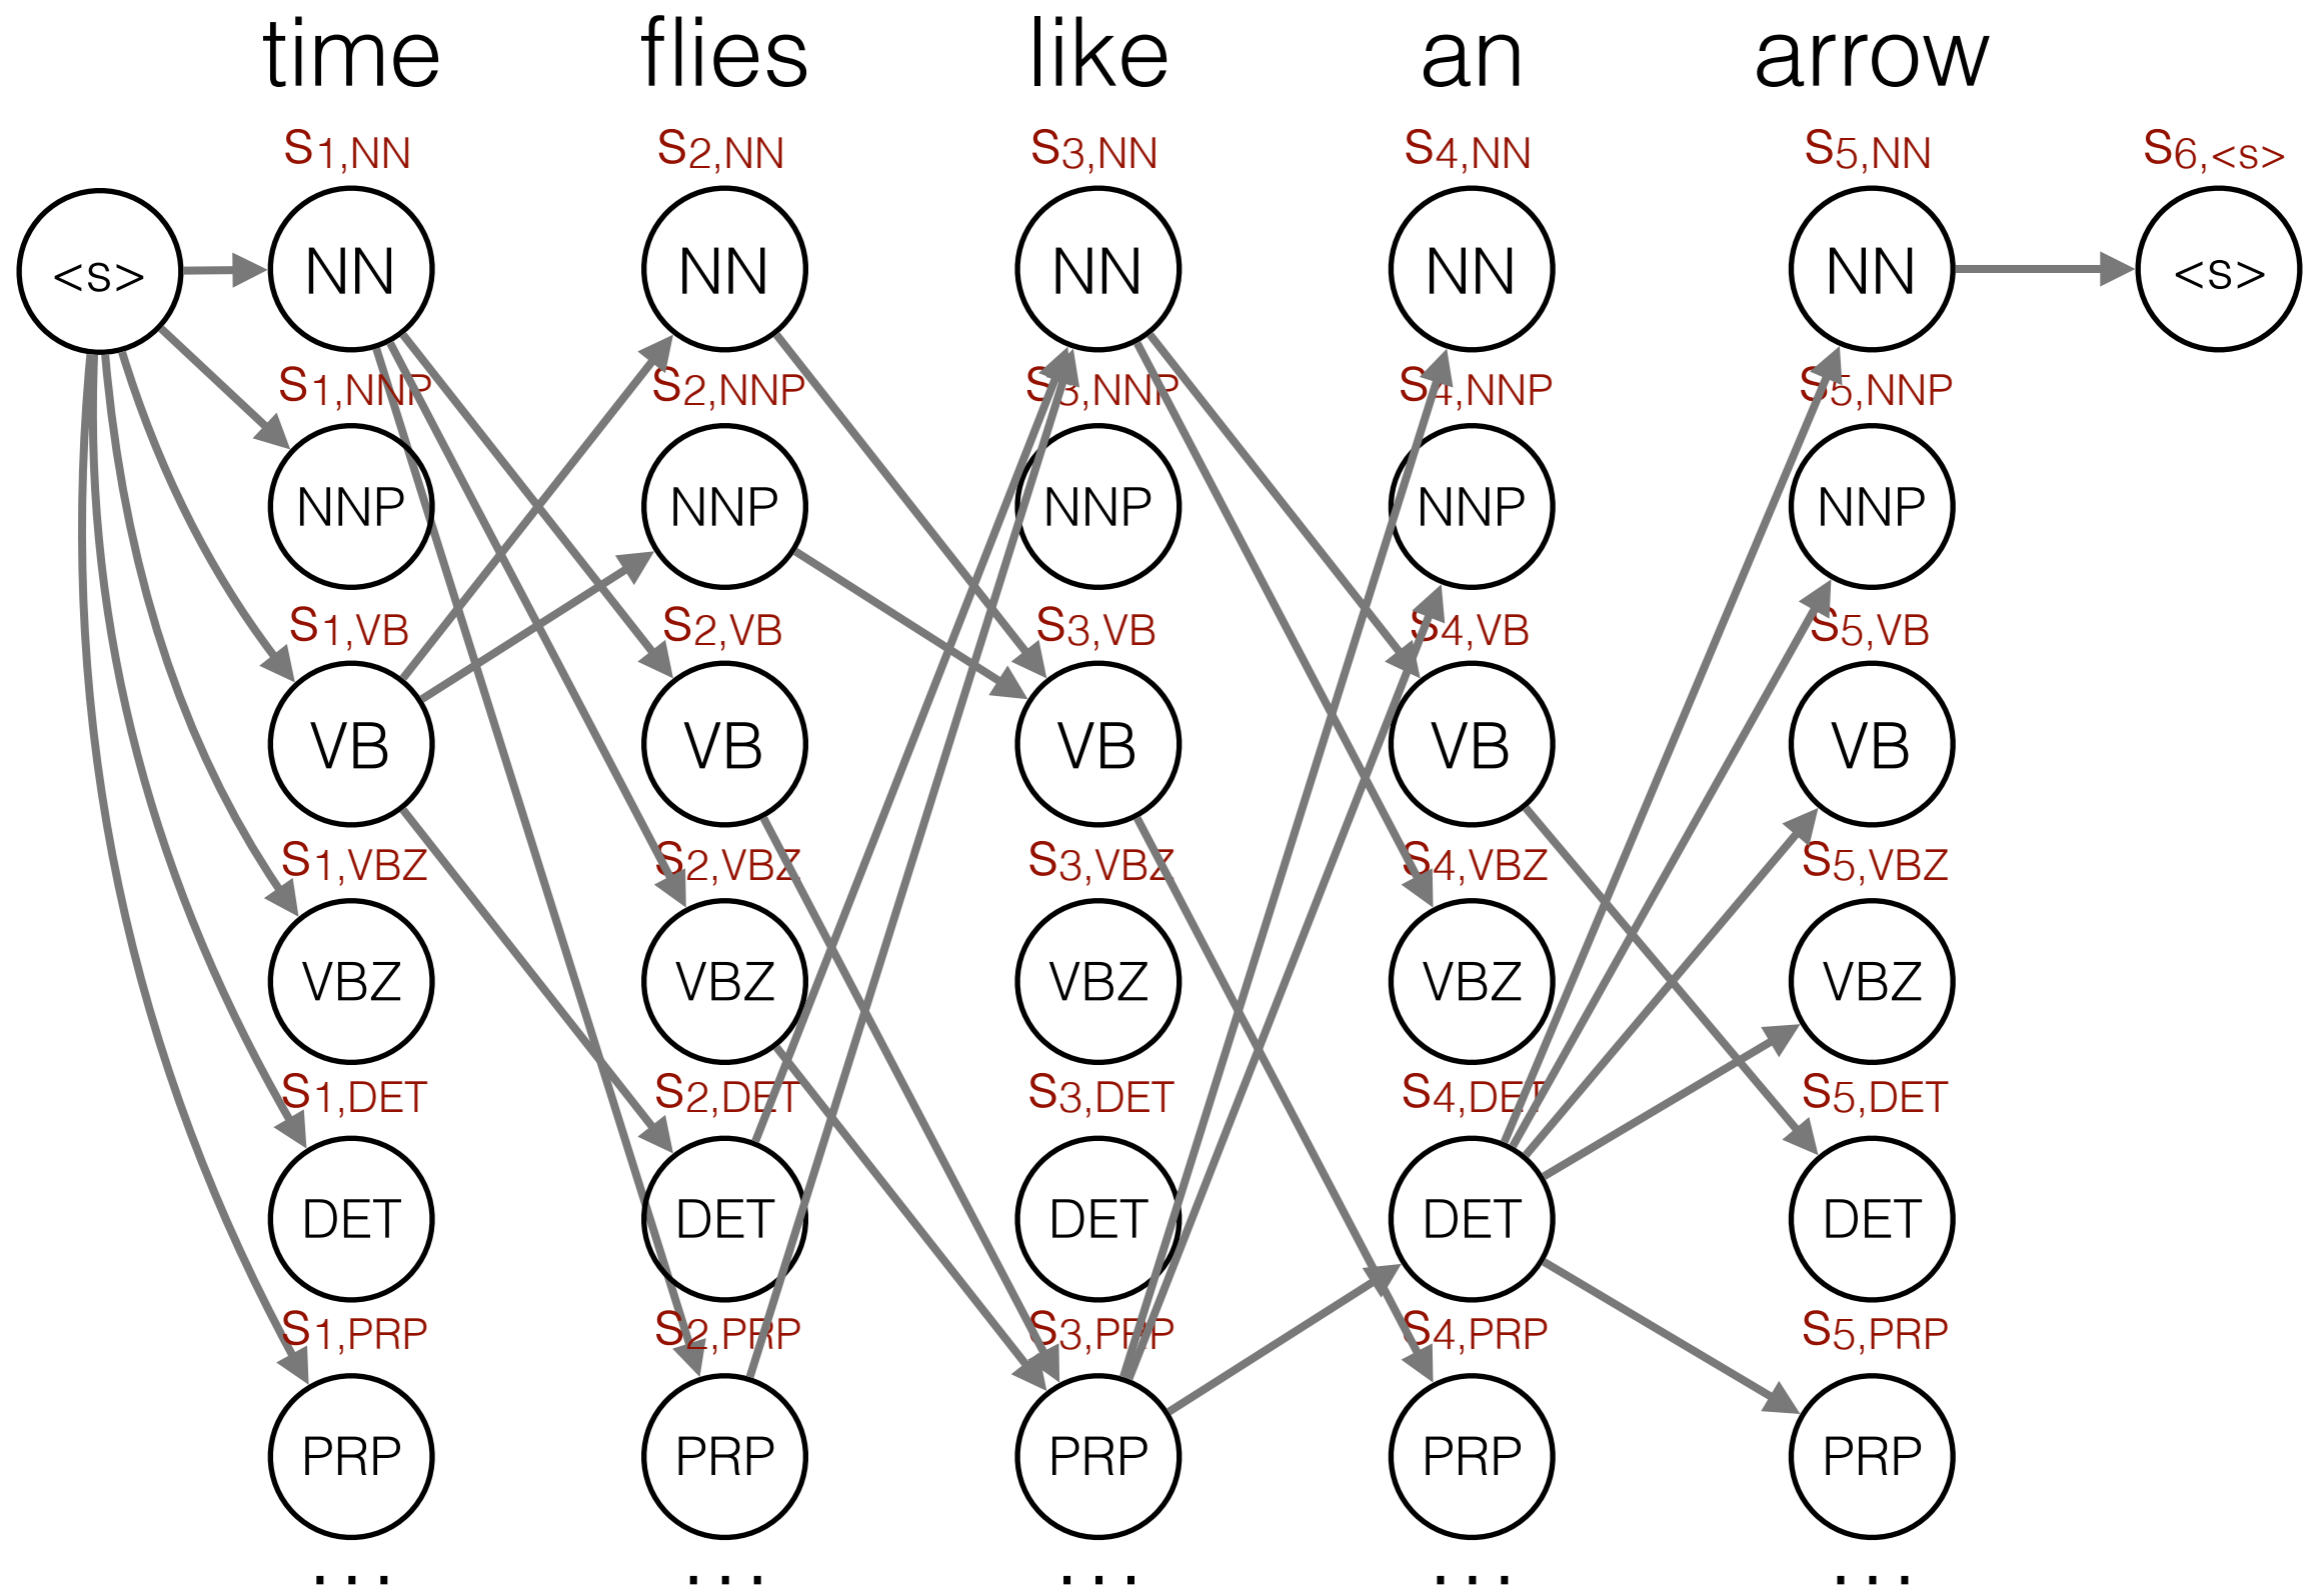 time flies like an arrow
s1,NN s2,NN s3,NN s4,NN s5,NN s6,<s>
<s> NN NN NN NN NN <s>
s1,NNP s2,NNP s3,NNP s4,NNP s5,NNP
NNP NNP NNP NNP NNP
s1,VB s2,VB s3,VB s4,VB s5,VB
VB VB VB VB VB
s1,VBZ s2,VBZ s3,VBZ s4,VBZ s5,VBZ
VBZ VBZ VBZ VBZ VBZ
s1,DET s2,DET s3,DET s4,DET s5,DET
DET DET DET DET DET
s1,PRP s2,PRP s3,PRP s4,PRP s5,PRP
PRP PRP PRP PRP PRP
... ... ... ... ...